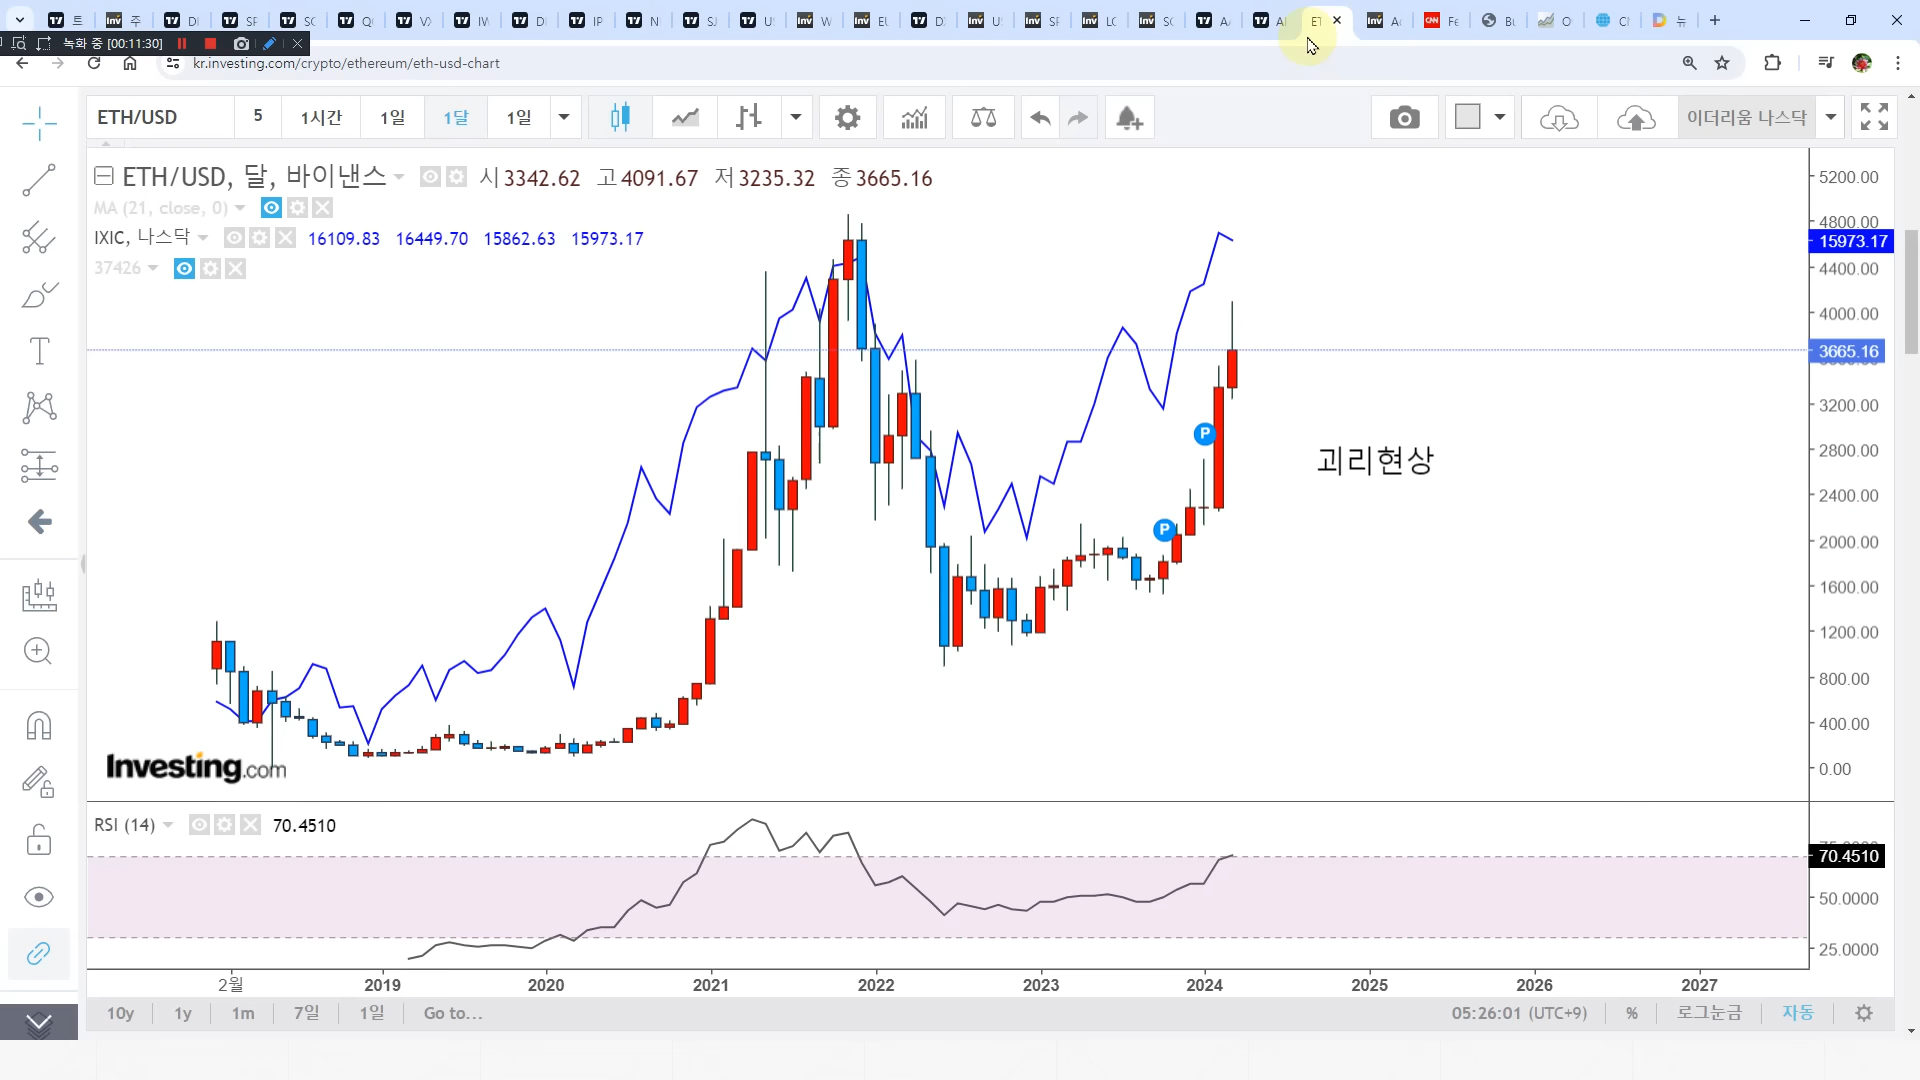 녹화 중 [00:11:30]
kr.investing.com/crypto/ethereum/eth-usd-chart
ETH/USD 5 1시간 1일 1달 1일 이더리움 나스닥
ETH/USD, 달, 바이낸스 시 3342.62 고 4091.67 저 3235.32 종 3665.16
MA (21, close, 0)
IXIC, 나스닥 16109.83 16449.70 15862.63 15973.17
37426
5200.00
4800.00
15973.17
4400.00
4000.00
3665.16
3200.00
2800.00
2400.00
2000.00
1600.00
1200.00
800.00
400.00
0.00
P
P
괴리현상
Investing.com
RSI (14) 70.4510
70.4510
50.0000
25.0000
2월 2019 2020 2021 2022 2023 2024 2025 2026 2027
10y 1y 1m 7일 1일 Go to... 05:26:01 (UTC+9) % 로그눈금 자동